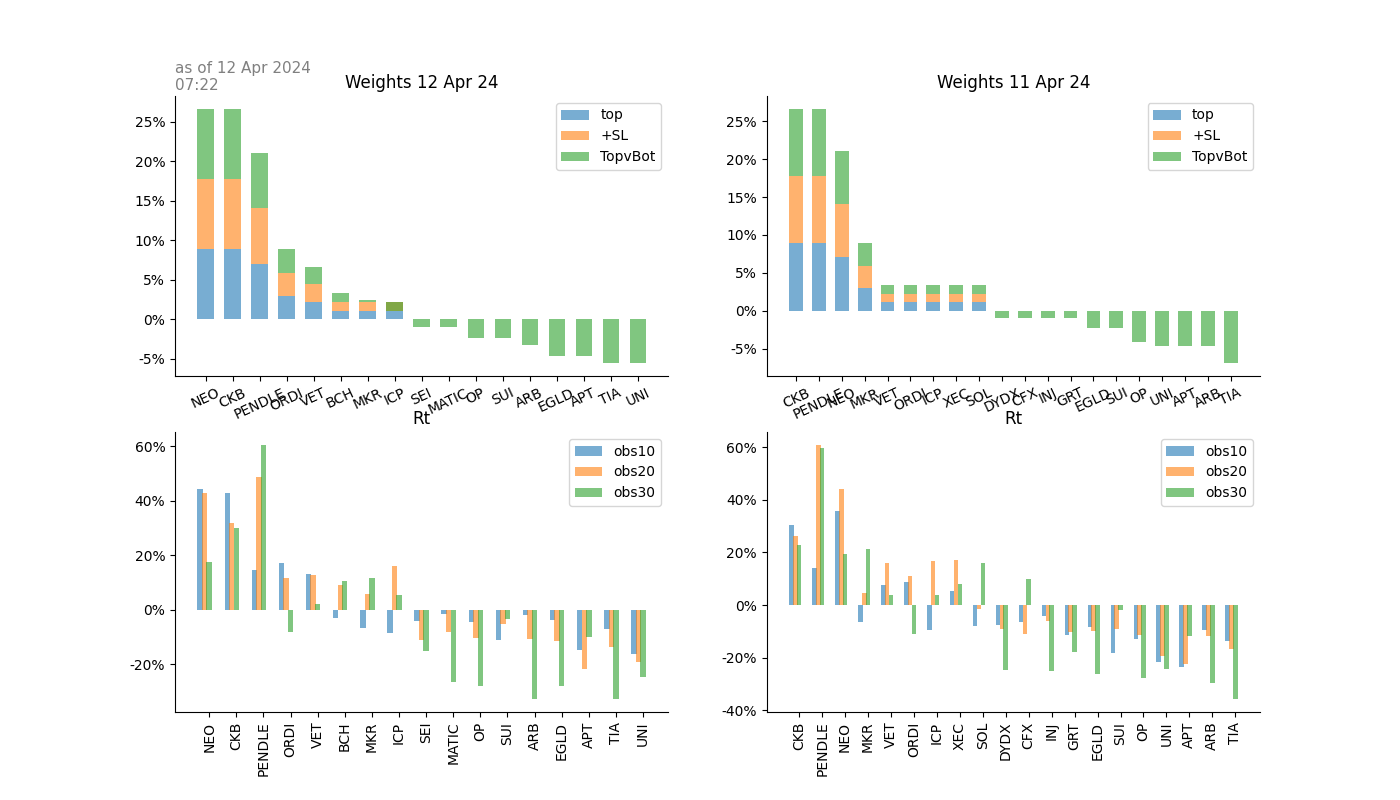 as of 12 Apr 2024
07:22
Weights 12 Apr 24
25%
20%
15%
10%
5%
0%
-5%
top
+SL
TopvBot
NEO CKB PENDLE ORDI VET BCH MKR ICP SEI MATIC OP SUI ARB EGLD APT TIA UNI
Weights 11 Apr 24
25%
20%
15%
10%
5%
0%
-5%
top
+SL
TopvBot
CKB PENDLE NEO MKR VET ORDI ICP XEC SOL DYDX CFX INJ GRT EGLD SUI OP UNI APT ARB TIA
Rt
60%
40%
20%
0%
-20%
obs10
obs20
obs30
NEO CKB PENDLE ORDI VET BCH MKR ICP SEI MATIC OP SUI ARB EGLD APT TIA UNI
Rt
60%
40%
20%
0%
-20%
-40%
obs10
obs20
obs30
CKB PENDLE NEO MKR VET ORDI ICP XEC SOL DYDX CFX INJ GRT EGLD SUI OP UNI APT ARB TIA